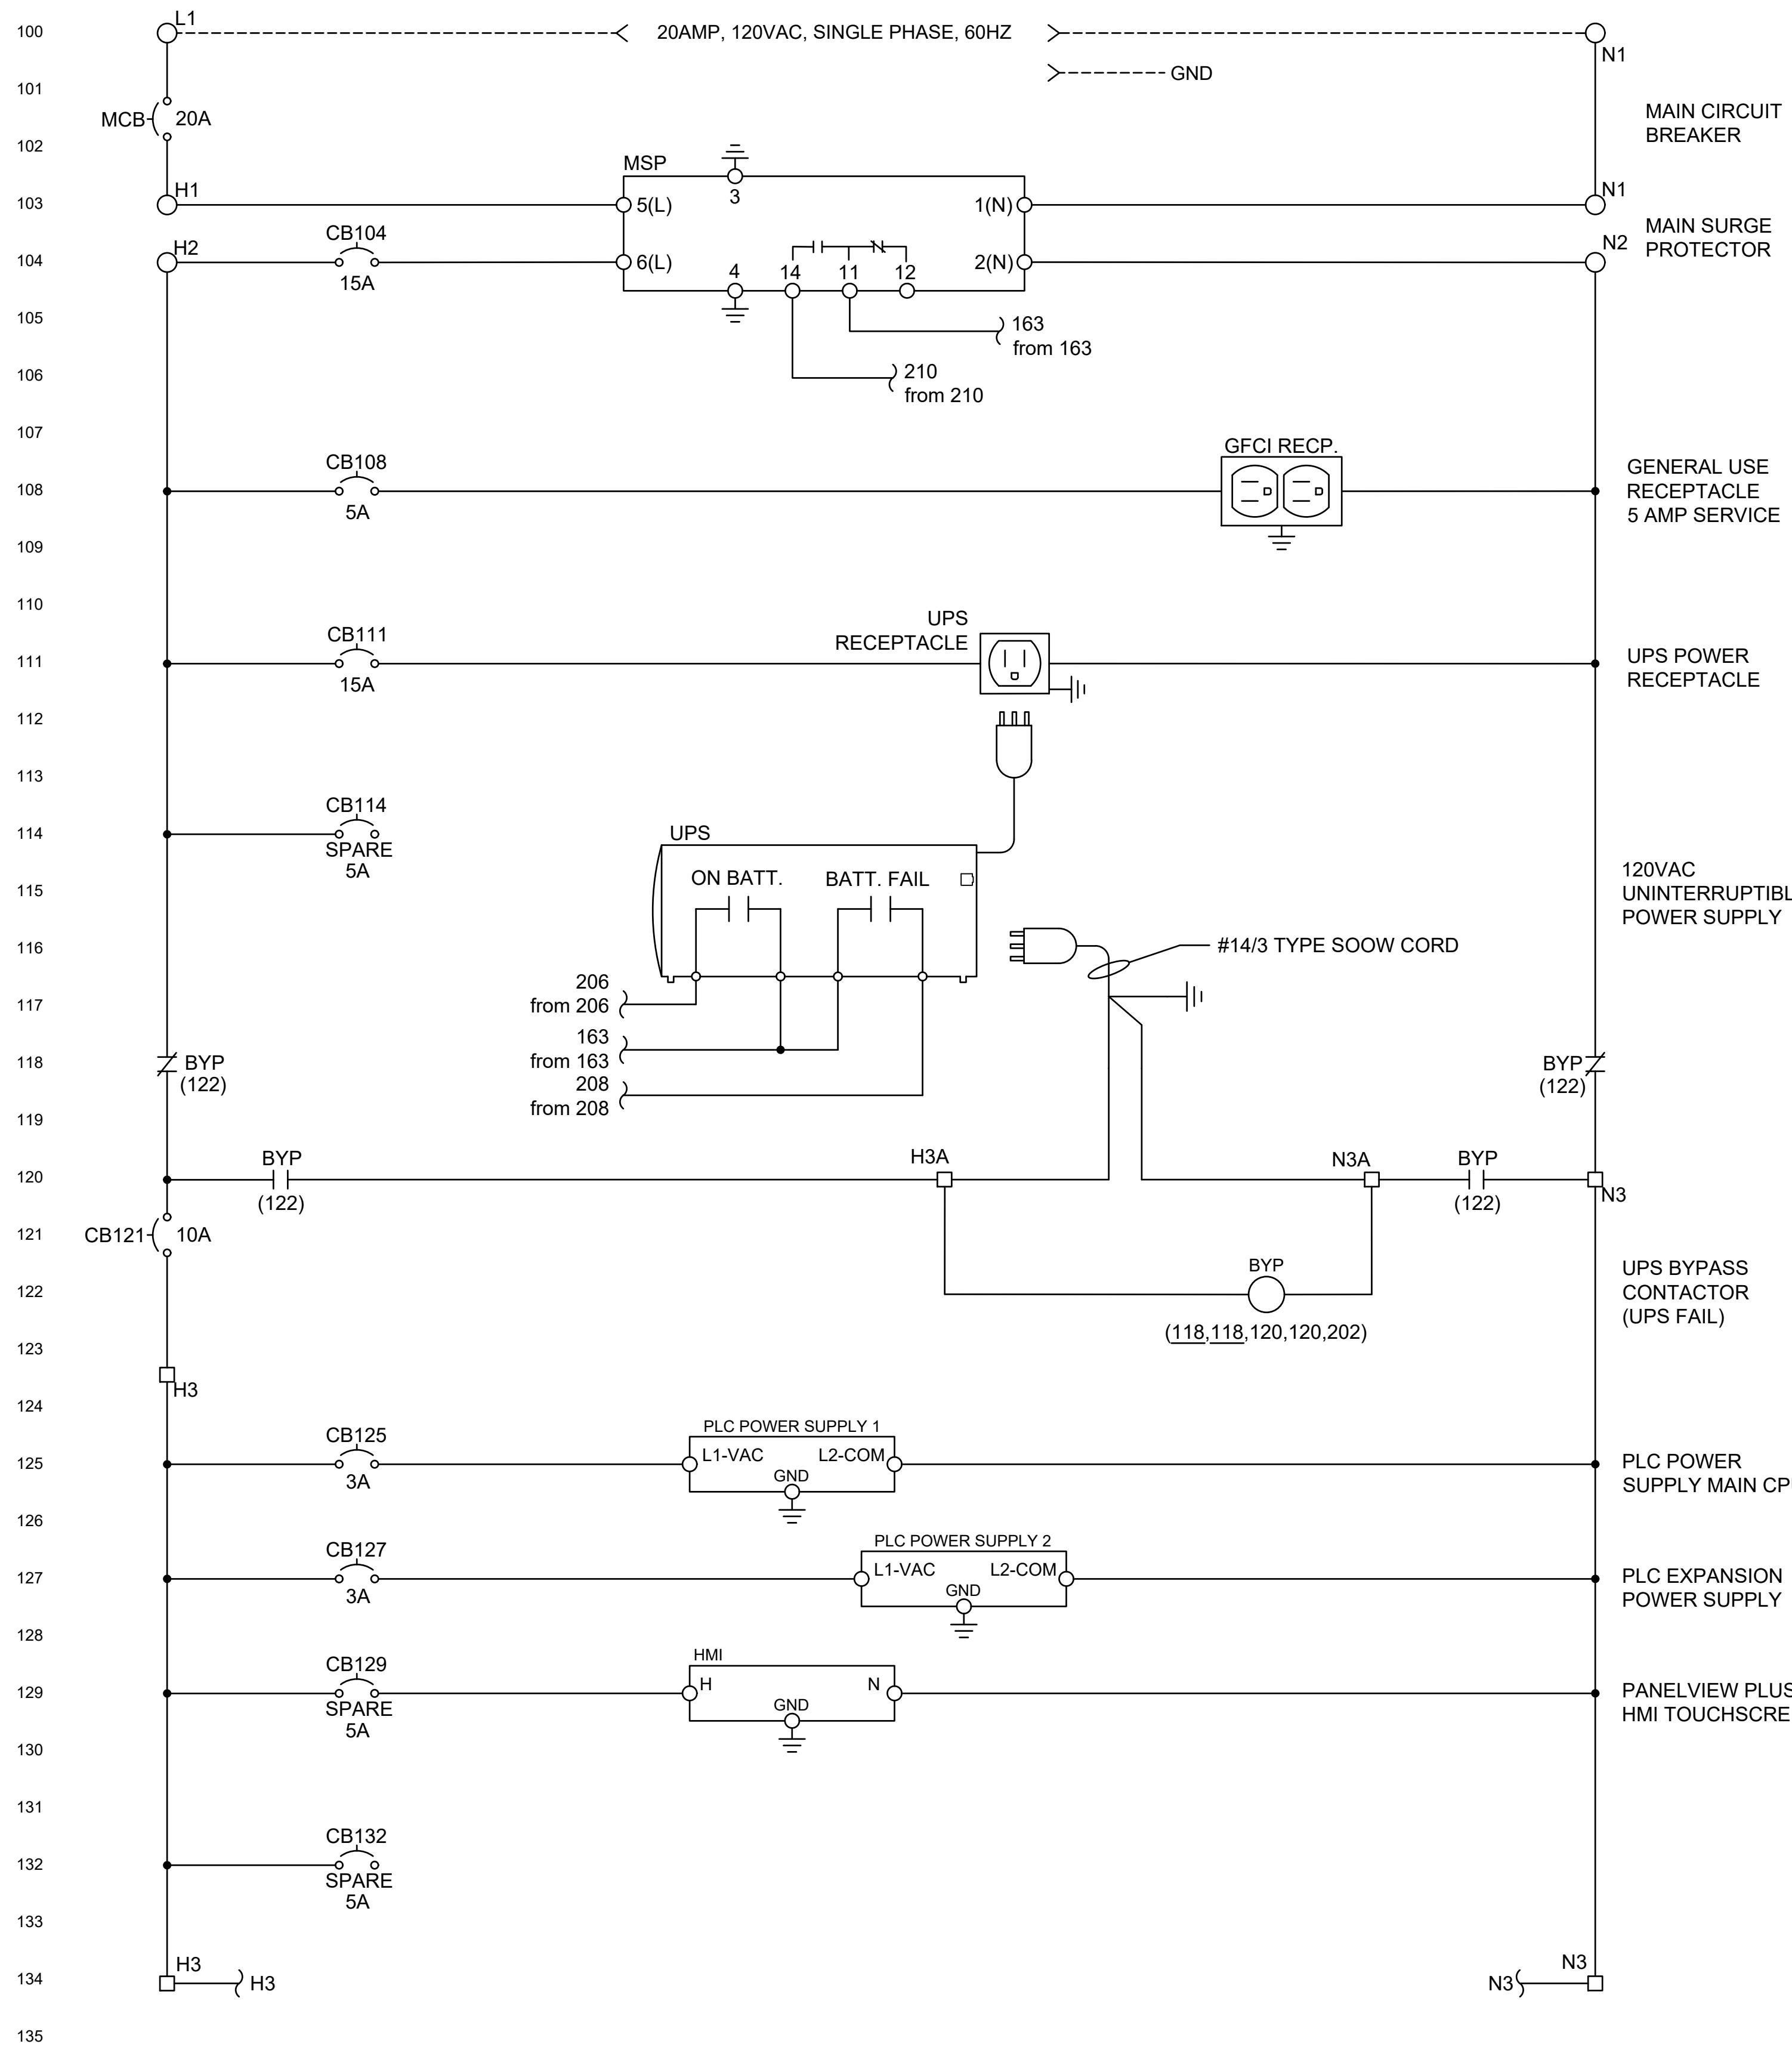 100
L1
20AMP, 120VAC, SINGLE PHASE, 60HZ
N1
GND
101
MCB
20A
MAIN CIRCUIT
BREAKER
102
MSP
3
103
H1
5(L)
1(N)
N1
MAIN SURGE
PROTECTOR
104
H2
CB104
15A
6(L)
4
14
11
12
2(N)
N2
105
163
from 163
106
210
from 210
107
GFCI RECP.
108
CB108
5A
GENERAL USE
RECEPTACLE
5 AMP SERVICE
109
110
UPS
RECEPTACLE
111
CB111
15A
UPS POWER
RECEPTACLE
112
113
114
CB114
SPARE
5A
UPS
115
ON BATT.
BATT. FAIL
120VAC
UNINTERRUPTIBL
POWER SUPPLY
116
#14/3 TYPE SOOW CORD
117
206
from 206
163
from 163
118
BYP
(122)
BYP
(122)
208
from 208
119
120
BYP
(122)
H3A
N3A
BYP
(122)
N3
121
CB121
10A
122
BYP
(118,118,120,120,202)
UPS BYPASS
CONTACTOR
(UPS FAIL)
123
H3
124
PLC POWER SUPPLY 1
125
CB125
3A
L1-VAC
L2-COM
GND
PLC POWER
SUPPLY MAIN CP
126
PLC POWER SUPPLY 2
127
CB127
3A
L1-VAC
L2-COM
GND
PLC EXPANSION
POWER SUPPLY
128
HMI
129
CB129
SPARE
5A
H
N
GND
PANELVIEW PLUS
HMI TOUCHSCRE
130
131
132
CB132
SPARE
5A
133
134
H3
H3
N3
N3
135